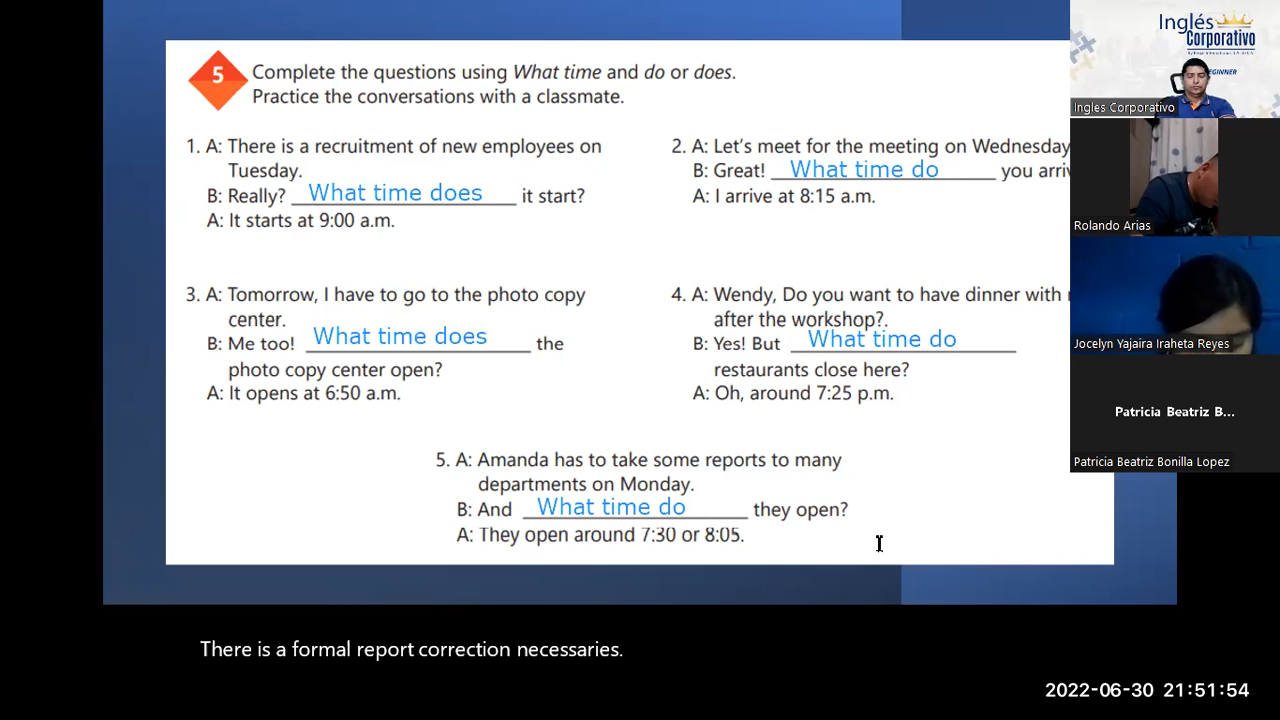 5
Complete the questions using What time and do or does.
Practice the conversations with a classmate.
1. A: There is a recruitment of new employees on
Tuesday.
B: Really? What time does it start?
A: It starts at 9:00 a.m.
2. A: Let's meet for the meeting on Wednesday
B: Great! What time do you arri
A: I arrive at 8:15 a.m.
3. A: Tomorrow, I have to go to the photo copy
center.
B: Me too! What time does the
photo copy center open?
A: It opens at 6:50 a.m.
4. A: Wendy, Do you want to have dinner with
after the workshop?.
B: Yes! But What time do
restaurants close here?
A: Oh, around 7:25 p.m.
5. A: Amanda has to take some reports to many
departments on Monday.
B: And What time do they open?
A: They open around 7:30 or 8:05.
Inglés
Corporativo
Ingles Corporativo
Rolando Arias
Jocelyn Yajaira Iraheta Reyes
Patricia Beatriz B...
Patricia Beatriz Bonilla Lopez
There is a formal report correction necessaries.
2022-06-30 21:51:54